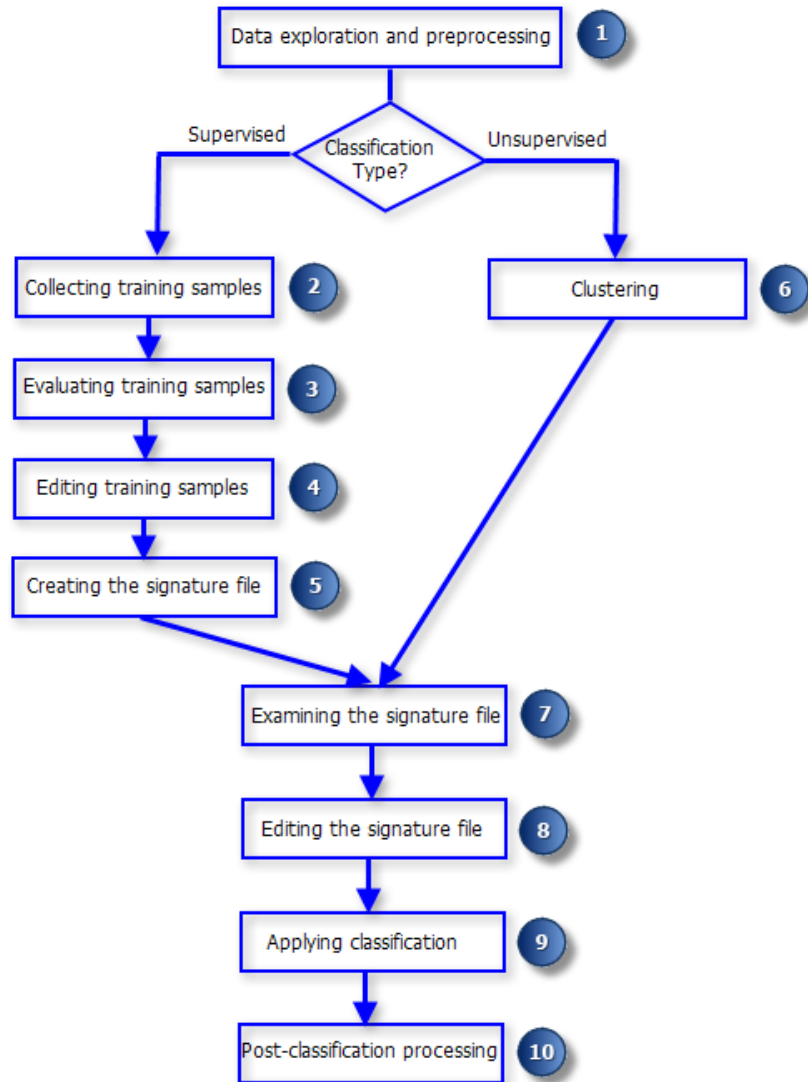 Data exploration and preprocessing
1
Supervised
Classification
Type?
Unsupervised
Collecting training samples
2
Clustering
6
Evaluating training samples
3
Editing training samples
4
Creating the signature file
5
Examining the signature file
7
Editing the signature file
8
Applying classification
9
Post-classification processing
10